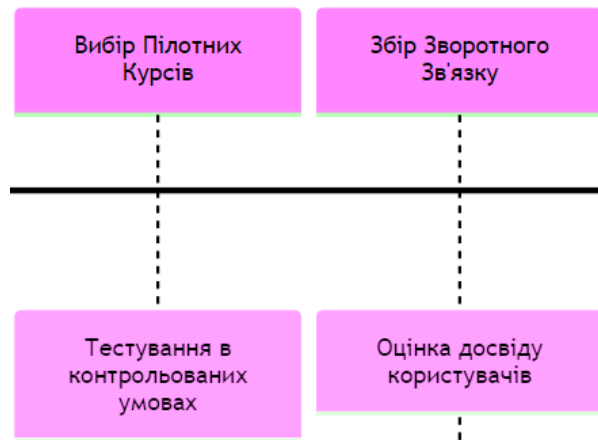 Вибір Пілотних
Курсів
Збір Зворотного
Зв'язку
Тестування в
контрольованих
умовах
Оцінка досвіду
користувачів